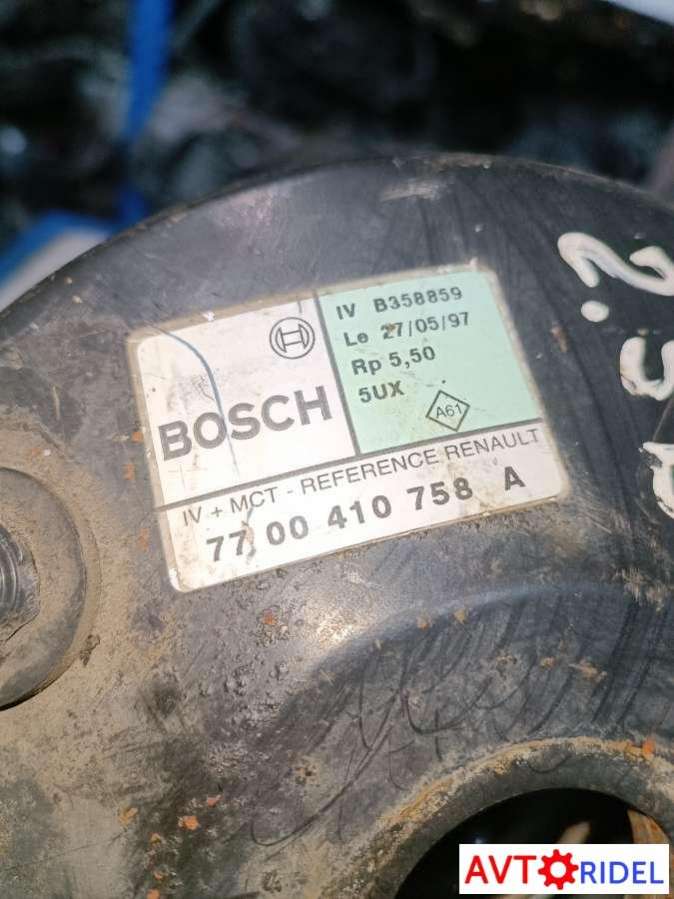 BOSCH
IV B358859
Le 27/05/97
Rp 5,50
5UX
A61
IV + MCT - REFERENCE RENAULT
77 00 410 758 A
AVTORIDEL